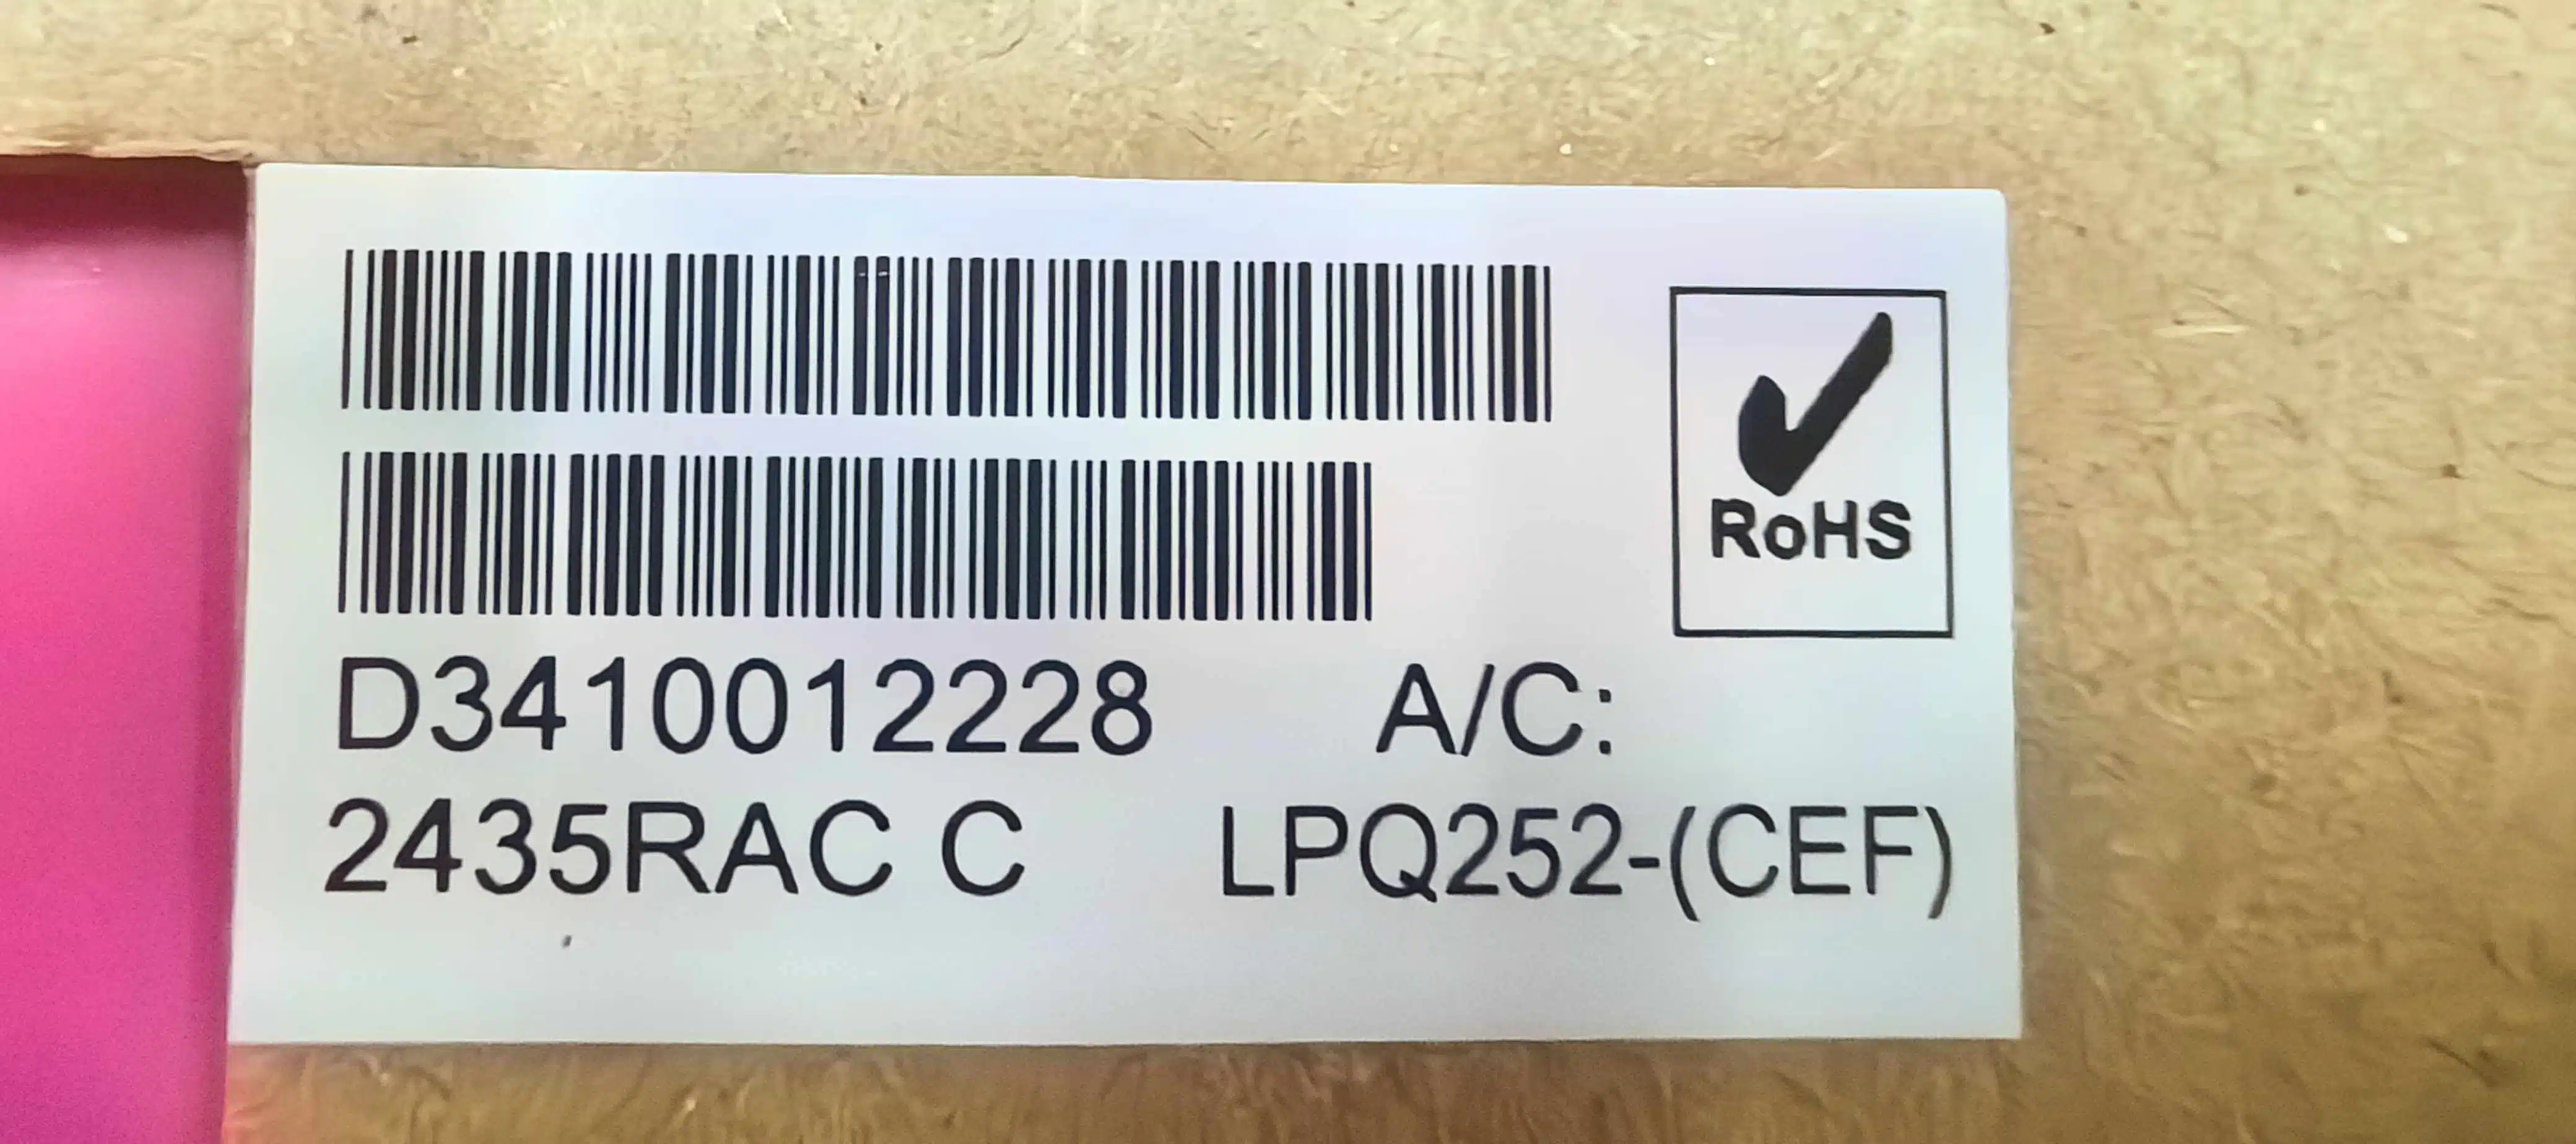 RoHS
D3410012228 A/C:
2435RAC C LPQ252-(CEF)